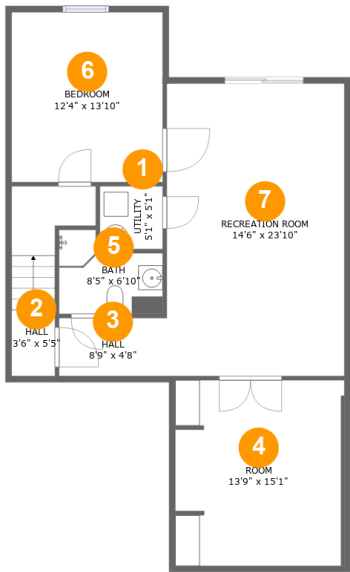 6
BEDROOM
12'4" x 13'10"
1
UTILITY
5'1" x 5'1"
7
RECREATION ROOM
14'6" x 23'10"
5
BATH
8'5" x 6'10"
2
HALL
3'6" x 5'5"
3
HALL
8'9" x 4'8"
4
ROOM
13'9" x 15'1"